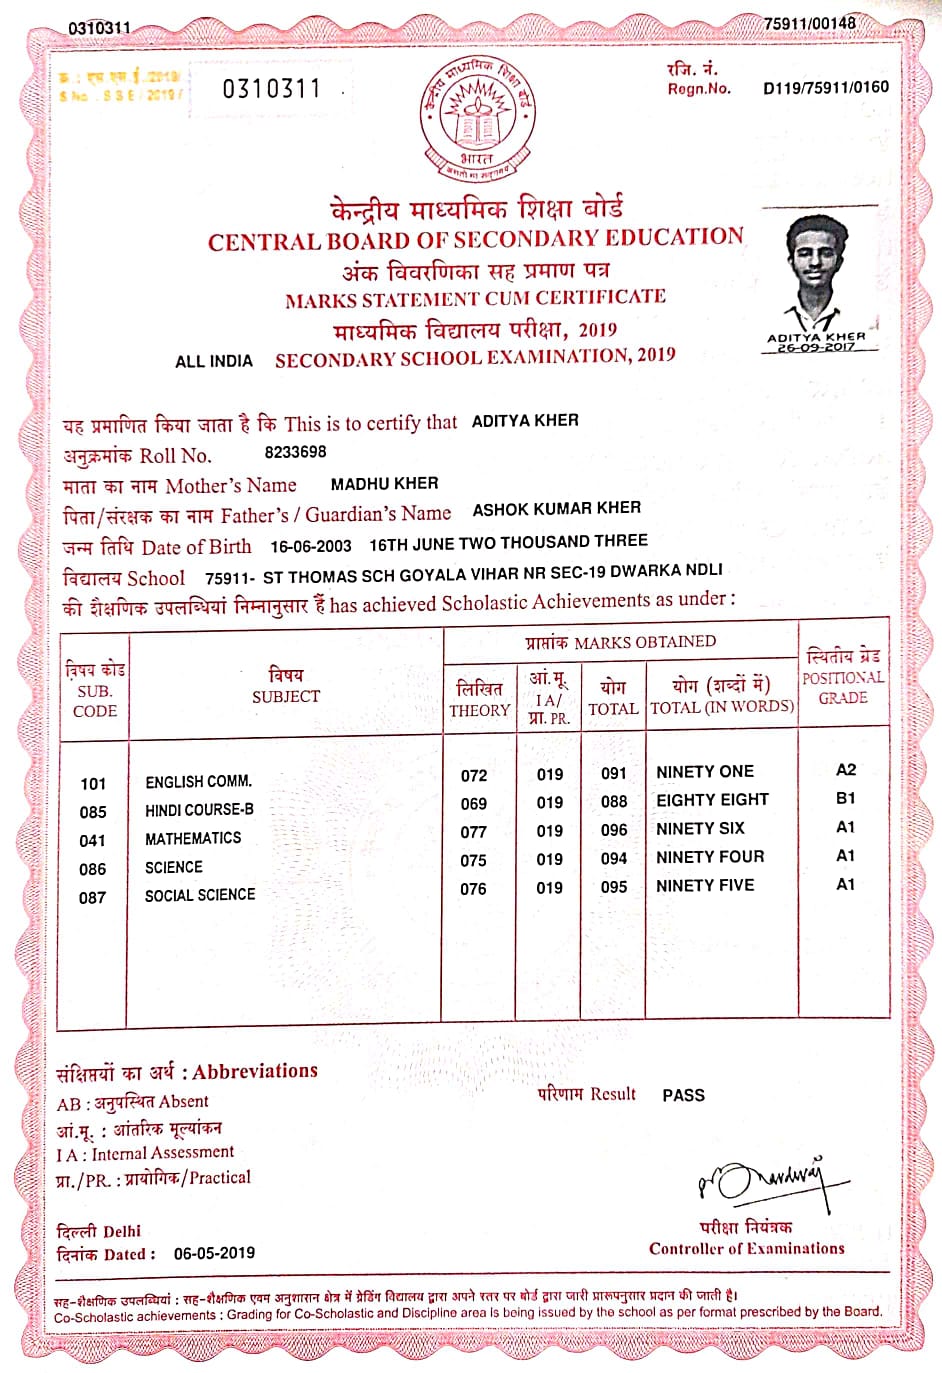 0310311
75911/00148
क्र : एस एस ई /2019/
S No. : S S E / 2019 /
0310311
रजि. नं.
Regn.No. D119/75911/0160
केन्द्रीय माध्यमिक शिक्षा बोर्ड
भारत
असतो मा सद्गमय
केन्द्रीय माध्यमिक शिक्षा बोर्ड
CENTRAL BOARD OF SECONDARY EDUCATION
अंक विवरणिका सह प्रमाण पत्र
MARKS STATEMENT CUM CERTIFICATE
माध्यमिक विद्यालय परीक्षा, 2019
ALL INDIA SECONDARY SCHOOL EXAMINATION, 2019
ADITYA KHER
26-09-2017
यह प्रमाणित किया जाता है कि This is to certify that ADITYA KHER
अनुक्रमांक Roll No. 8233698
माता का नाम Mother's Name MADHU KHER
पिता/संरक्षक का नाम Father's / Guardian's Name ASHOK KUMAR KHER
जन्म तिथि Date of Birth 16-06-2003 16TH JUNE TWO THOUSAND THREE
विद्यालय School 75911- ST THOMAS SCH GOYALA VIHAR NR SEC-19 DWARKA NDLI
की शैक्षणिक उपलब्धियां निम्नानुसार हैं has achieved Scholastic Achievements as under :
विषय कोड SUB. CODE
विषय SUBJECT
प्राप्तांक MARKS OBTAINED
लिखित THEORY
आं.मू. I A/ प्रा. PR.
योग TOTAL
योग (शब्दों में) TOTAL (IN WORDS)
स्थितीय ग्रेड POSITIONAL GRADE
101 ENGLISH COMM. 072 019 091 NINETY ONE A2
085 HINDI COURSE-B 069 019 088 EIGHTY EIGHT B1
041 MATHEMATICS 077 019 096 NINETY SIX A1
086 SCIENCE 075 019 094 NINETY FOUR A1
087 SOCIAL SCIENCE 076 019 095 NINETY FIVE A1
संक्षिप्तियों का अर्थ : Abbreviations
AB : अनुपस्थित Absent
आं.मू. : आंतरिक मूल्यांकन
I A : Internal Assessment
प्रा./PR. : प्रायोगिक/Practical
परिणाम Result PASS
दिल्ली Delhi
दिनांक Dated : 06-05-2019
परीक्षा नियंत्रक
Controller of Examinations
सह-शैक्षणिक उपलब्धियां : सह-शैक्षणिक एवम अनुशासन क्षेत्र में ग्रेडिंग विद्यालय द्वारा अपने स्तर पर बोर्ड द्वारा जारी प्रारूपनुसार प्रदान की जाती है।
Co-Scholastic achievements : Grading for Co-Scholastic and Discipline area is being issued by the school as per format prescribed by the Board.